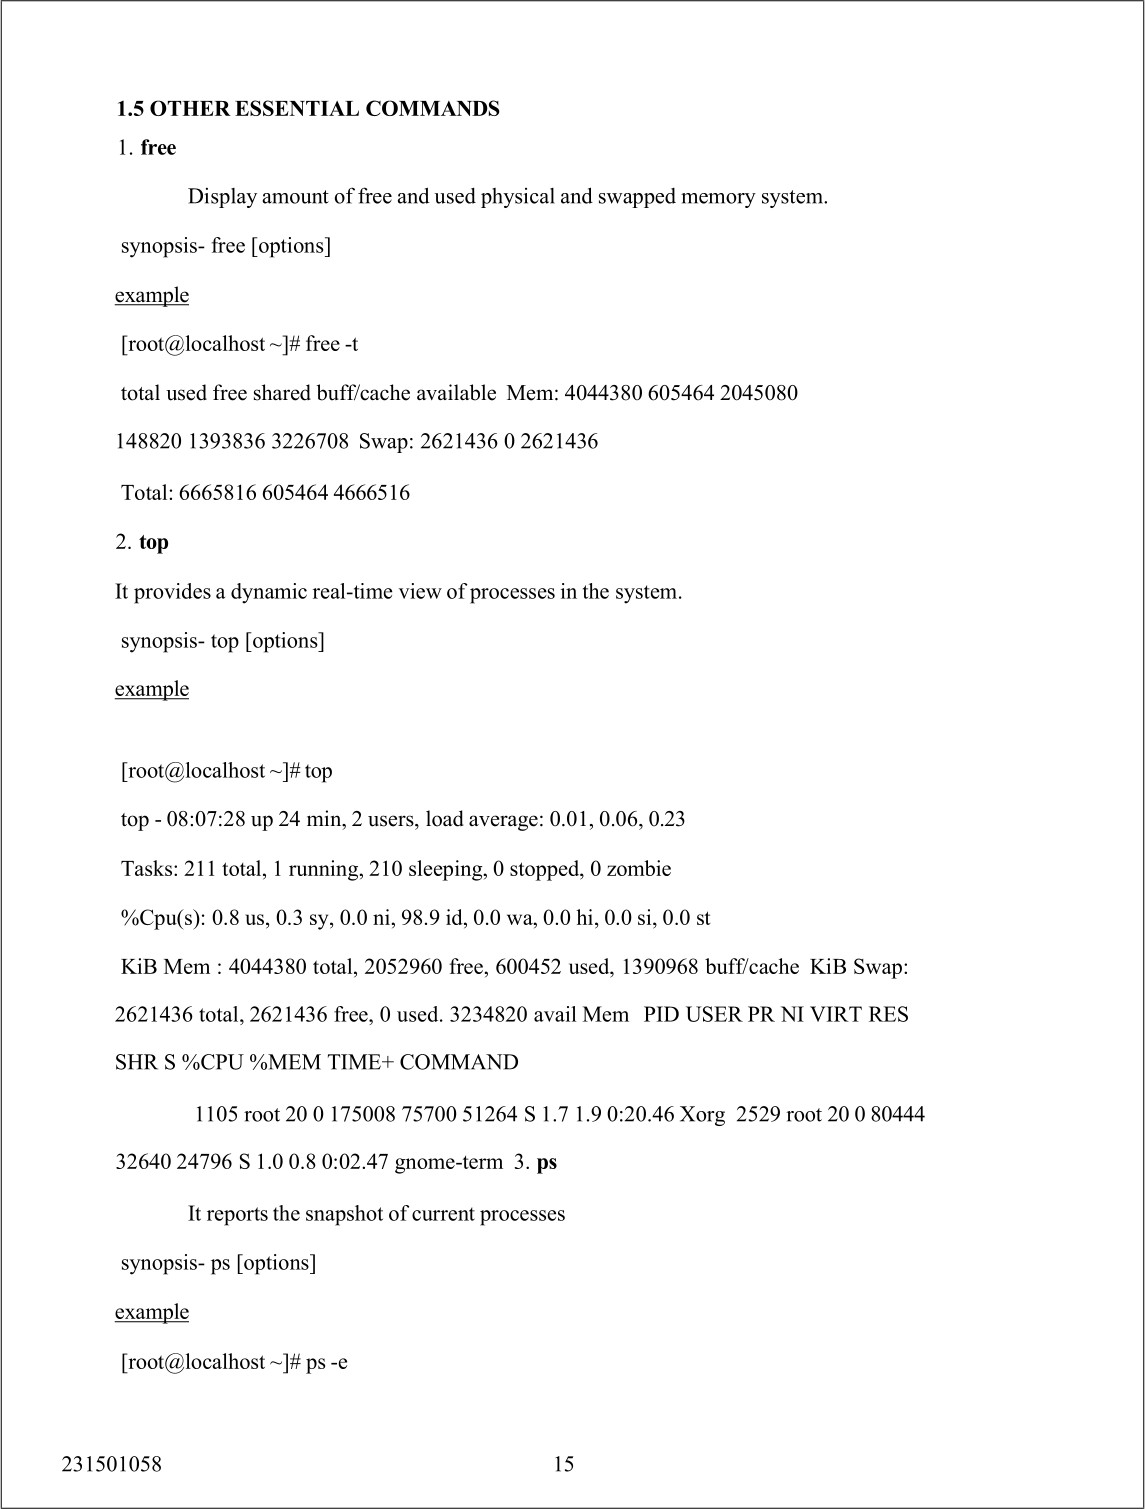 1.5 OTHER ESSENTIAL COMMANDS
1. free
Display amount of free and used physical and swapped memory system.
synopsis- free [options]
example
[root@localhost ~]# free -t
total used free shared buff/cache available Mem: 4044380 605464 2045080
148820 1393836 3226708 Swap: 2621436 0 2621436
Total: 6665816 605464 4666516
2. top
It provides a dynamic real-time view of processes in the system.
synopsis- top [options]
example
[root@localhost ~]# top
top - 08:07:28 up 24 min, 2 users, load average: 0.01, 0.06, 0.23
Tasks: 211 total, 1 running, 210 sleeping, 0 stopped, 0 zombie
%Cpu(s): 0.8 us, 0.3 sy, 0.0 ni, 98.9 id, 0.0 wa, 0.0 hi, 0.0 si, 0.0 st
KiB Mem : 4044380 total, 2052960 free, 600452 used, 1390968 buff/cache KiB Swap:
2621436 total, 2621436 free, 0 used. 3234820 avail Mem PID USER PR NI VIRT RES
SHR S %CPU %MEM TIME+ COMMAND
1105 root 20 0 175008 75700 51264 S 1.7 1.9 0:20.46 Xorg 2529 root 20 0 80444
32640 24796 S 1.0 0.8 0:02.47 gnome-term 3. ps
It reports the snapshot of current processes
synopsis- ps [options]
example
[root@localhost ~]# ps -e
231501058 15